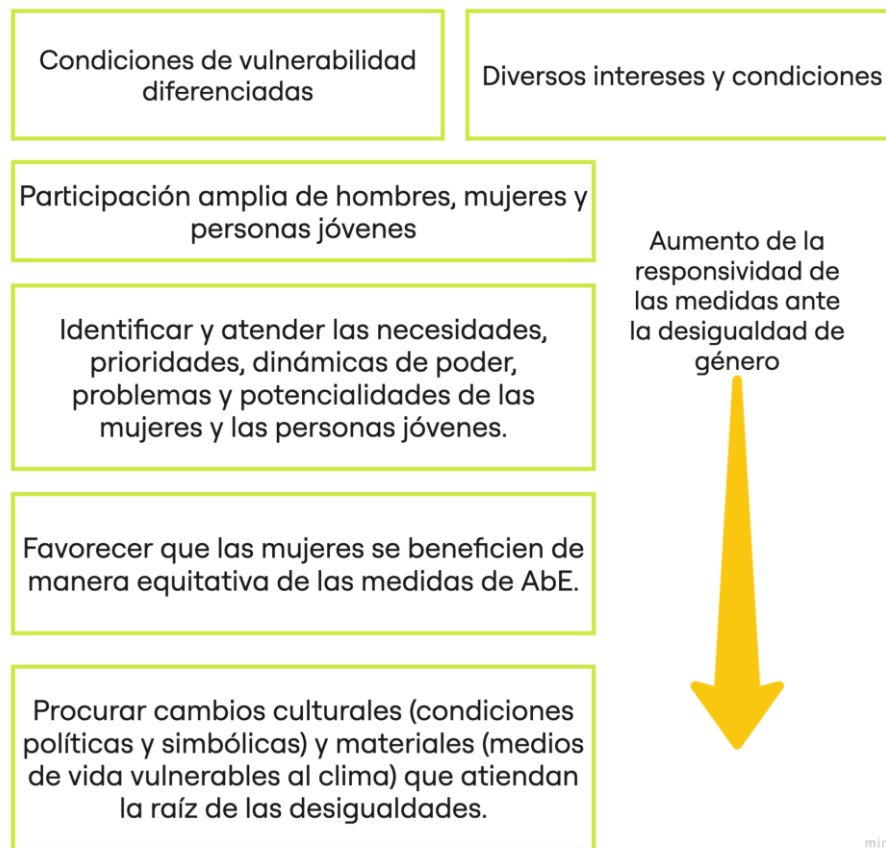 Condiciones de vulnerabilidad
diferenciadas
Diversos intereses y condiciones
Participación amplia de hombres, mujeres y
personas jóvenes
Aumento de la
responsividad de
las medidas ante
la desigualdad de
género
Identificar y atender las necesidades,
prioridades, dinámicas de poder,
problemas y potencialidades de las
mujeres y las personas jóvenes.
Favorecer que las mujeres se beneficien de
manera equitativa de las medidas de AbE.
Procurar cambios culturales (condiciones
políticas y simbólicas) y materiales (medios
de vida vulnerables al clima) que atiendan
la raíz de las desigualdades.